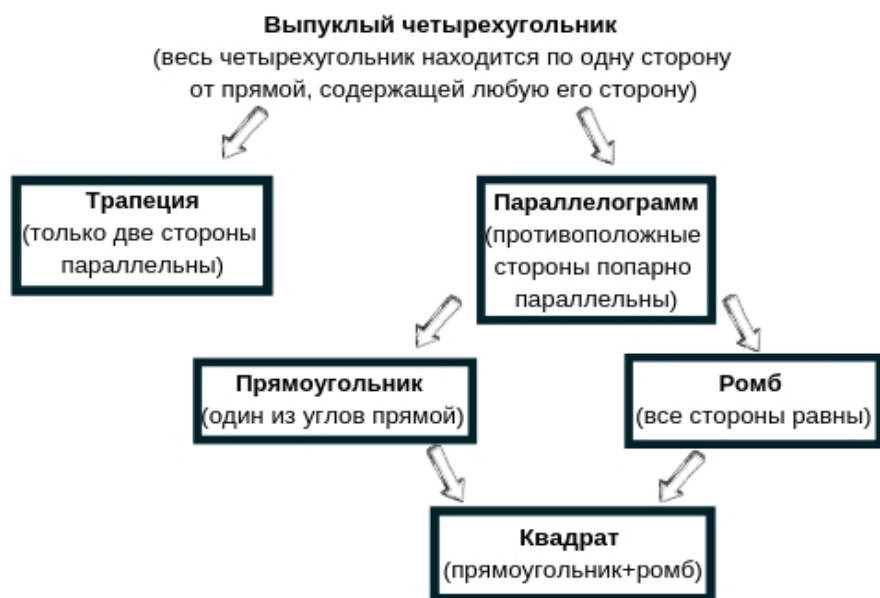 Выпуклый четырехугольник
(весь четырехугольник находится по одну сторону
от прямой, содержащей любую его сторону)
Трапеция
(только две стороны
параллельны)
Параллелограмм
(противоположные
стороны попарно
параллельны)
Прямоугольник
(один из углов прямой)
Ромб
(все стороны равны)
Квадрат
(прямоугольник+ромб)